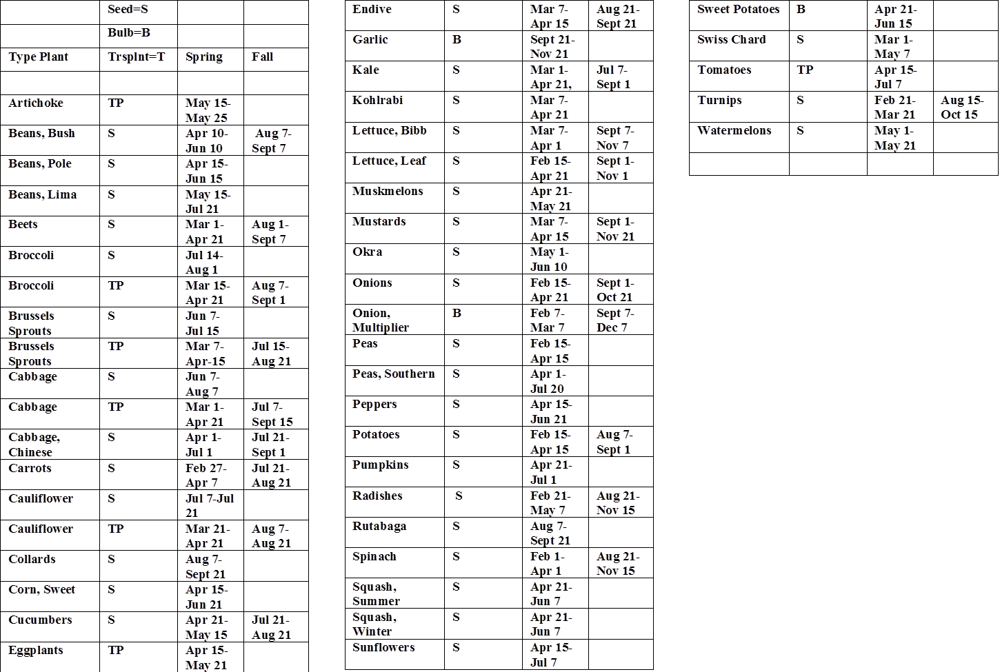 Seed=S
Bulb=B
Type Plant Trsplnt=T Spring Fall
Artichoke TP May 15-
May 25
Beans, Bush S Apr 10- Aug 7-
Jun 10 Sept 7
Beans, Pole S Apr 15-
Jun 15
Beans, Lima S May 15-
Jul 21
Beets S Mar 1- Aug 1-
Apr 21 Sept 7
Broccoli S Jul 14-
Aug 1
Broccoli TP Mar 15- Aug 7-
Apr 21 Sept 1
Brussels S Jun 7-
Sprouts Jul 15
Brussels TP Mar 7- Jul 15-
Sprouts Apr-15 Aug 21
Cabbage S Jun 7-
Aug 7
Cabbage TP Mar 1- Jul 7-
Apr 21 Sept 15
Cabbage, S Apr 1- Jul 21-
Chinese Jul 1 Sept 1
Carrots S Feb 27- Jul 21-
Apr 7 Aug 21
Cauliflower S Jul 7-Jul
21
Cauliflower TP Mar 21- Aug 7-
Apr 21 Aug 21
Collards S Aug 7-
Sept 21
Corn, Sweet S Apr 15-
Jun 21
Cucumbers S Apr 21- Jul 21-
May 15 Aug 21
Eggplants TP Apr 15-
May 21
Endive S Mar 7- Aug 21-
Apr 15 Sept 21
Garlic B Sept 21-
Nov 21
Kale S Mar 1- Jul 7-
Apr 21, Sept 1
Kohlrabi S Mar 7-
Apr 21
Lettuce, Bibb S Mar 7- Sept 7-
Apr 1 Nov 7
Lettuce, Leaf S Feb 15- Sept 1-
Apr 21 Nov 1
Muskmelons S Apr 21-
May 21
Mustards S Mar 7- Sept 1-
Apr 15 Nov 21
Okra S May 1-
Jun 10
Onions S Feb 15- Sept 1-
Apr 21 Oct 21
Onion, B Feb 7- Sept 7-
Multiplier Mar 7 Dec 7
Peas S Feb 15-
Apr 15
Peas, Southern S Apr 1-
Jul 20
Peppers S Apr 15-
Jun 21
Potatoes S Feb 15- Aug 7-
Apr 15 Sept 1
Pumpkins S Apr 21-
Jul 1
Radishes S Feb 21- Aug 21-
May 7 Nov 15
Rutabaga S Aug 7-
Sept 21
Spinach S Feb 1- Aug 21-
Apr 1 Nov 15
Squash, S Apr 21-
Summer Jun 7
Squash, S Apr 21-
Winter Jun 7
Sunflowers S Apr 15-
Jul 7
Sweet Potatoes B Apr 21-
Jun 15
Swiss Chard S Mar 1-
May 7
Tomatoes TP Apr 15-
Jul 7
Turnips S Feb 21- Aug 15-
Mar 21 Oct 15
Watermelons S May 1-
May 21